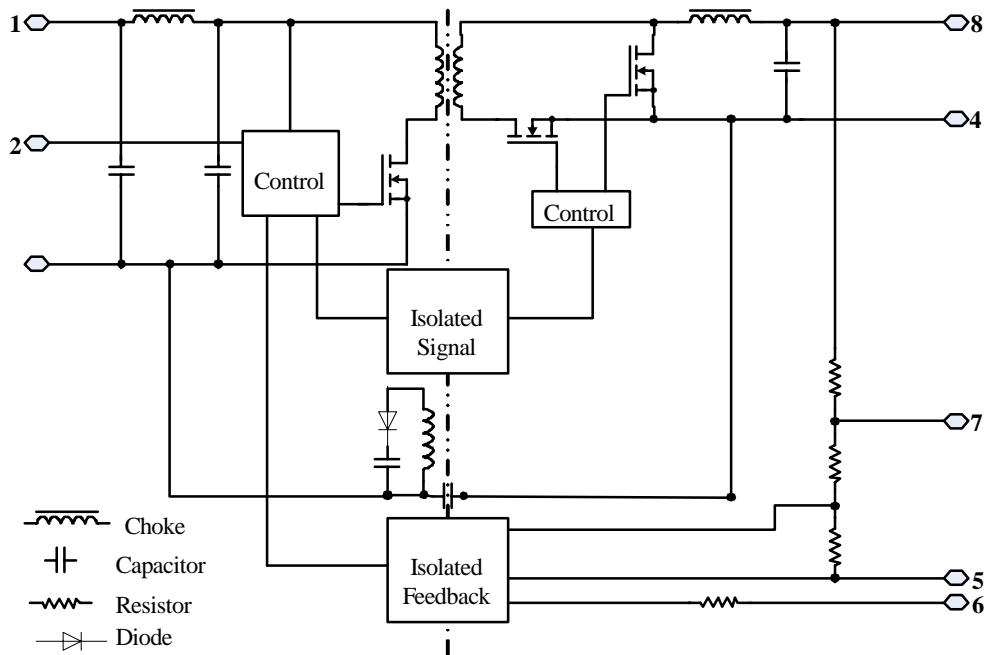 1
8
2
4
Control
Control
Isolated
Signal
7
Choke
Capacitor
Isolated
Feedback
5
6
Resistor
Diode